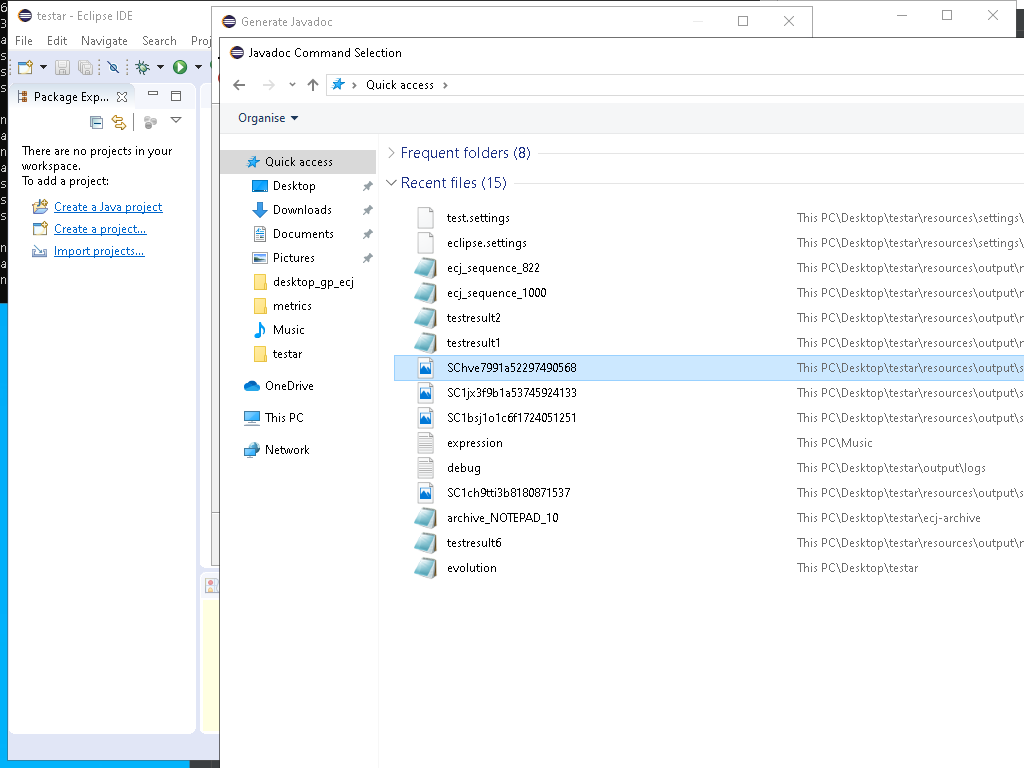 testar - Eclipse IDE
Generate Javadoc
File Edit Navigate Search Proj
Javadoc Command Selection
Quick access
Organise
Package Exp...
There are no projects in your
workspace.
To add a project:
Create a Java project
Create a project...
Import projects...
Quick access
Desktop
Downloads
Documents
Pictures
desktop_gp_ecj
metrics
Music
testar
OneDrive
This PC
Network
Frequent folders (8)
Recent files (15)
test.settings This PC\Desktop\testar\resources\settings\
eclipse.settings This PC\Desktop\testar\resources\settings\
ecj_sequence_822 This PC\Desktop\testar\resources\output\r
ecj_sequence_1000 This PC\Desktop\testar\resources\output\r
testresult2 This PC\Desktop\testar\resources\output\r
testresult1 This PC\Desktop\testar\resources\output\r
SChve7991a52297490568 This PC\Desktop\testar\resources\output\s
SC1jx3f9b1a53745924133 This PC\Desktop\testar\resources\output\s
SC1bsj1o1c6f1724051251 This PC\Desktop\testar\resources\output\s
expression This PC\Music
debug This PC\Desktop\testar\output\logs
SC1ch9tti3b8180871537 This PC\Desktop\testar\resources\output\s
archive_NOTEPAD_10 This PC\Desktop\testar\ecj-archive
testresult6 This PC\Desktop\testar\resources\output\r
evolution This PC\Desktop\testar